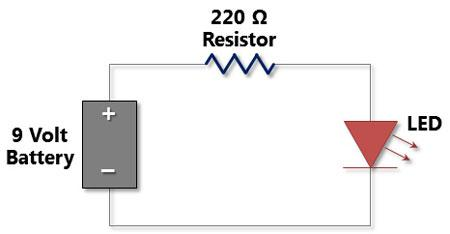 220 Ω
Resistor
+
9 Volt
Battery
–
LED